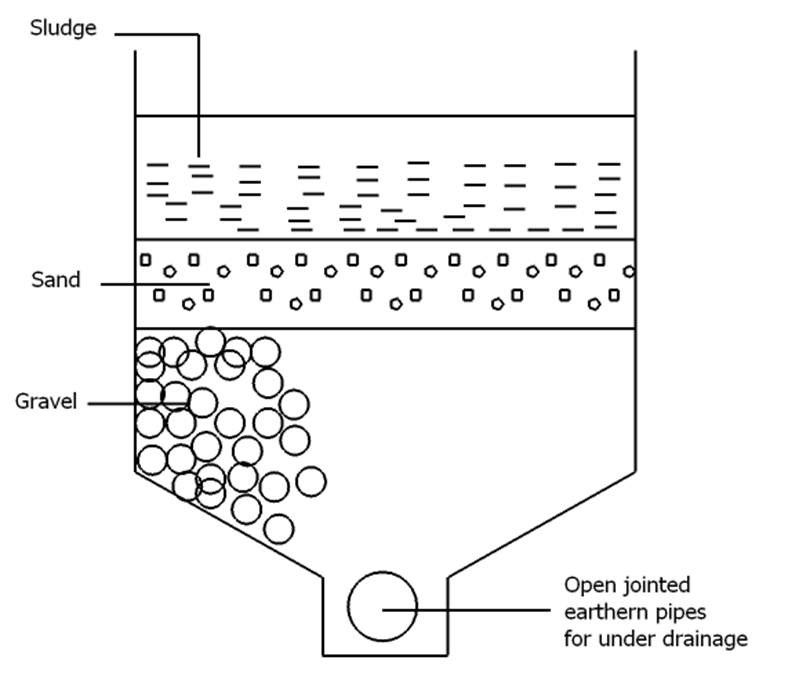 Sludge
Sand
Gravel
Open jointed
earthern pipes
for under drainage